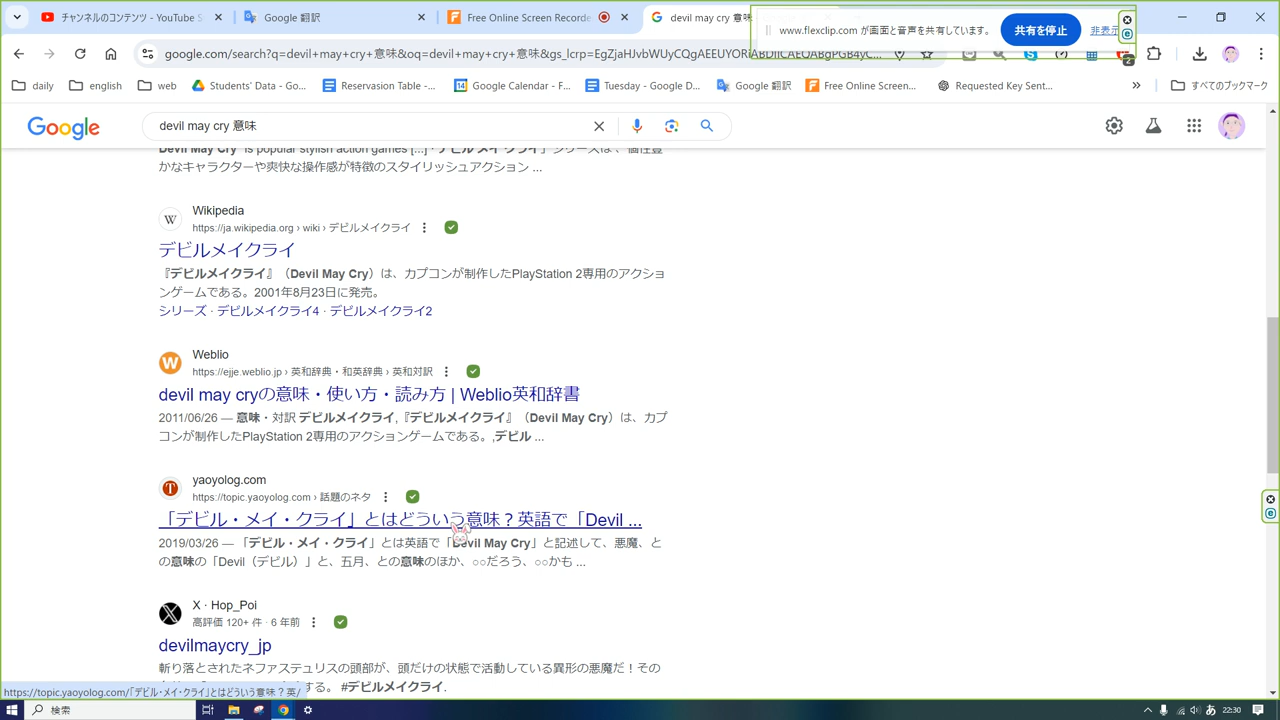 チャンネルのコンテンツ - YouTube S
Google 翻訳
Free Online Screen Recorde
devil may cry 意味
www.flexclip.com が画面と音声を共有しています。
共有を停止
非表示
すべてのブックマーク
daily
english
web
Students' Data - Go...
Reservasion Table -...
Google Calendar - F...
Tuesday - Google D...
Google 翻訳
Free Online Screen...
Requested Key Sent...
Google
devil may cry 意味
かなキャラクターや爽快な操作感が特徴のスタイリッシュアクション ...
Wikipedia
https://ja.wikipedia.org › wiki › デビルメイクライ
デビルメイクライ
『デビルメイクライ』（Devil May Cry）は、カプコンが制作したPlayStation 2専用のアクショ
ンゲームである。2001年8月23日に発売。
シリーズ · デビルメイクライ4 · デビルメイクライ2
Weblio
https://ejje.weblio.jp › 英和辞典・和英辞典 › 英和対訳
devil may cryの意味・使い方・読み方 | Weblio英和辞書
2011/06/26 — 意味・対訳 デビルメイクライ,『デビルメイクライ』（Devil May Cry）は、カプ
コンが制作したPlayStation 2専用のアクションゲームである。,デビル ...
yaoyolog.com
https://topic.yaoyolog.com › 話題のネタ
「デビル・メイ・クライ」とはどういう意味？英語で「Devil ...
2019/03/26 — 「デビル・メイ・クライ」とは英語で「Devil May Cry」と記述して、悪魔、と
の意味の「Devil（デビル）」と、五月、との意味のほか、○○だろう、○○かも ...
X · Hop_Poi
高評価 120+ 件 · 6 年前
devilmaycry_jp
斬り落とされたネファステュリスの頭部が、頭だけの状態で活動している異形の悪魔だ！その
する。 #デビルメイクライ.
https://topic.yaoyolog.com/「デビル・メイ・クライ」とはどういう意味？英/
検索
あ
22:30